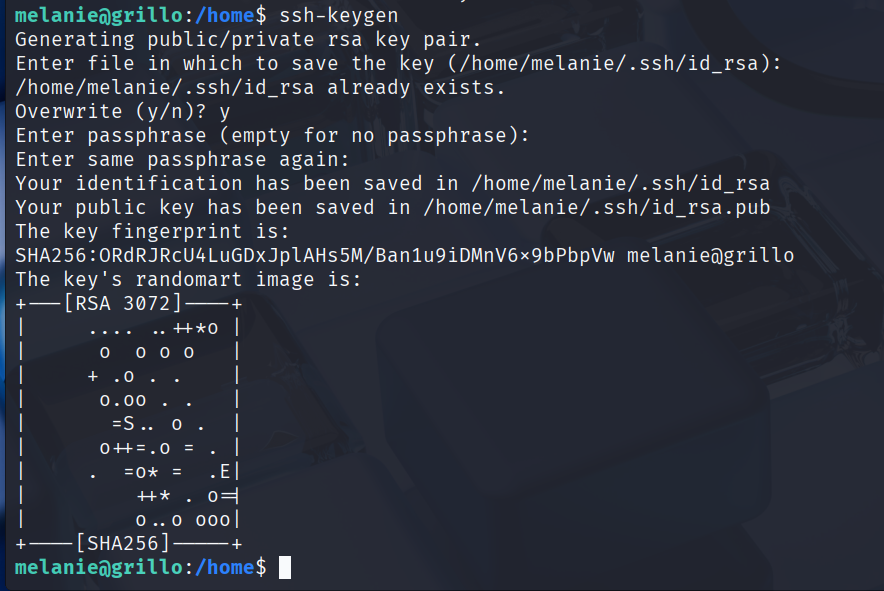 melanie@grillo:/home$ ssh-keygen
Generating public/private rsa key pair.
Enter file in which to save the key (/home/melanie/.ssh/id_rsa):
/home/melanie/.ssh/id_rsa already exists.
Overwrite (y/n)? y
Enter passphrase (empty for no passphrase):
Enter same passphrase again:
Your identification has been saved in /home/melanie/.ssh/id_rsa
Your public key has been saved in /home/melanie/.ssh/id_rsa.pub
The key fingerprint is:
SHA256:ORdRJRcU4LuGDxJplAHs5M/Ban1u9iDMnV6x9bPbpVw melanie@grillo
The key's randomart image is:
+---[RSA 3072]----+
|     .... ..++*o |
|      o  o o o   |
|     + .o . .    |
|      o.oo . .   |
|       =S.. o .  |
|      o++=.o = . |
|     .  =o* =  .E|
|         ++* . o=|
|         o..o ooo|
+----[SHA256]-----+
melanie@grillo:/home$